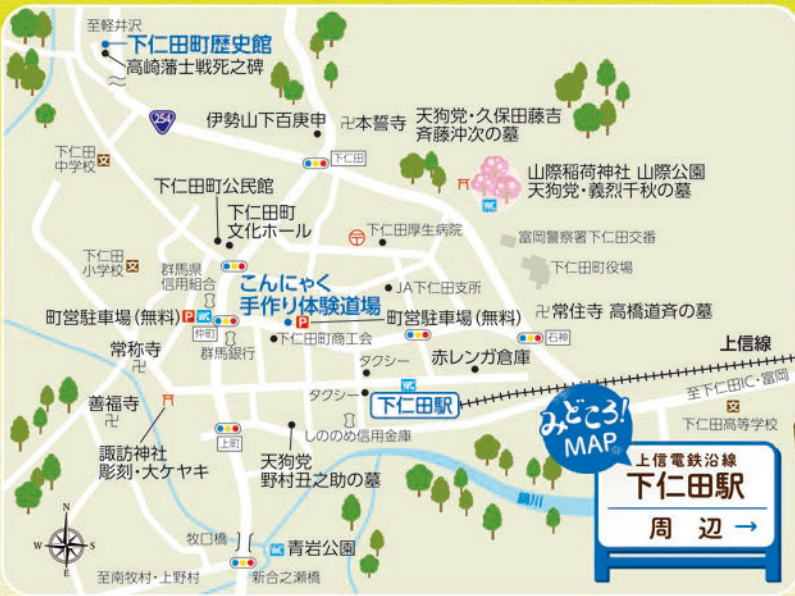 至軽井沢
下仁田町歴史館
高崎藩士戦死之碑
254
伊勢山下百庚申
卍本誓寺
天狗党・久保田藤吉
斉藤沖次の墓
下仁田
下仁田
中学校
文
山際稲荷神社 山際公園
天狗党・義烈千秋の墓
WC
下仁田町公民館
下仁田町
文化ホール
下仁田厚生病院
富岡警察署下仁田交番
下仁田町役場
下仁田
小学校
文
群馬県
信用組合
こんにゃく
手作り体験道場
JA下仁田支所
町営駐車場(無料)
P
WC
仲町
P
町営駐車場(無料)
卍常住寺 高橋道斉の墓
石神
群馬銀行
下仁田町商工会
常称寺
卍
タクシー
赤レンガ倉庫
上信線
タクシー
WC
下仁田駅
至下仁田IC・富岡
文
下仁田高等学校
善福寺
卍
しののめ信用金庫
上町
諏訪神社
彫刻・大ケヤキ
天狗党
野村丑之助の墓
みどころ!
MAP
上信電鉄沿線
下仁田駅
周辺→
鏑川
N
W
S
E
牧口橋
WC
青岩公園
至南牧村・上野村
新合之瀬橋